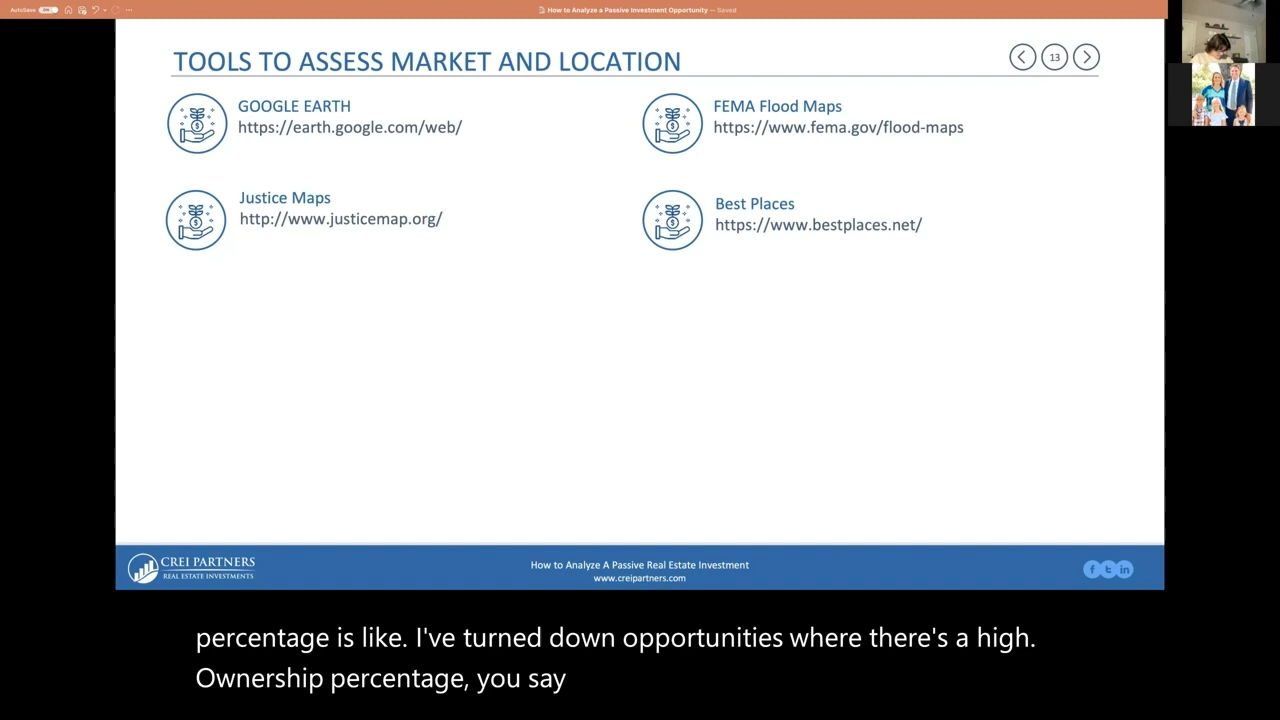 AutoSave ON
How to Analyze a Passive Investment Opportunity — Saved
TOOLS TO ASSESS MARKET AND LOCATION
13
GOOGLE EARTH
https://earth.google.com/web/
FEMA Flood Maps
https://www.fema.gov/flood-maps
Justice Maps
http://www.justicemap.org/
Best Places
https://www.bestplaces.net/
CREI PARTNERS
REAL ESTATE INVESTMENTS
How to Analyze A Passive Real Estate Investment
www.creipartners.com
f t in
percentage is like. I've turned down opportunities where there's a high.
Ownership percentage, you say